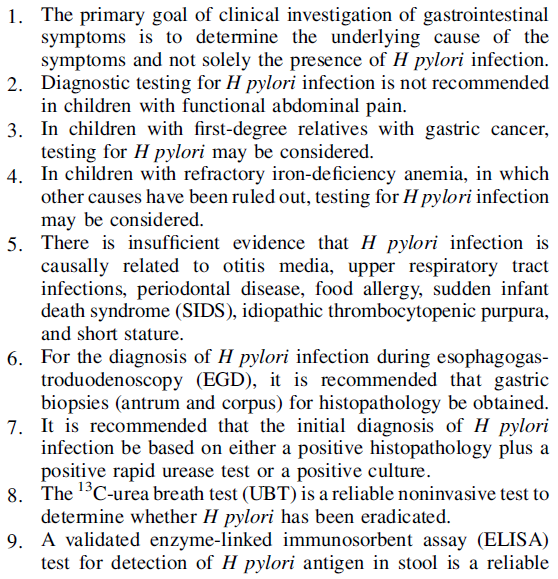 1. The primary goal of clinical investigation of gastrointestinal
symptoms is to determine the underlying cause of the
symptoms and not solely the presence of H pylori infection.
2. Diagnostic testing for H pylori infection is not recommended
in children with functional abdominal pain.
3. In children with first-degree relatives with gastric cancer,
testing for H pylori may be considered.
4. In children with refractory iron-deficiency anemia, in which
other causes have been ruled out, testing for H pylori infection
may be considered.
5. There is insufficient evidence that H pylori infection is
causally related to otitis media, upper respiratory tract
infections, periodontal disease, food allergy, sudden infant
death syndrome (SIDS), idiopathic thrombocytopenic purpura,
and short stature.
6. For the diagnosis of H pylori infection during esophagogas-
troduodenoscopy (EGD), it is recommended that gastric
biopsies (antrum and corpus) for histopathology be obtained.
7. It is recommended that the initial diagnosis of H pylori
infection be based on either a positive histopathology plus a
positive rapid urease test or a positive culture.
8. The ¹³C-urea breath test (UBT) is a reliable noninvasive test to
determine whether H pylori has been eradicated.
9. A validated enzyme-linked immunosorbent assay (ELISA)
test for detection of H pylori antigen in stool is a reliable